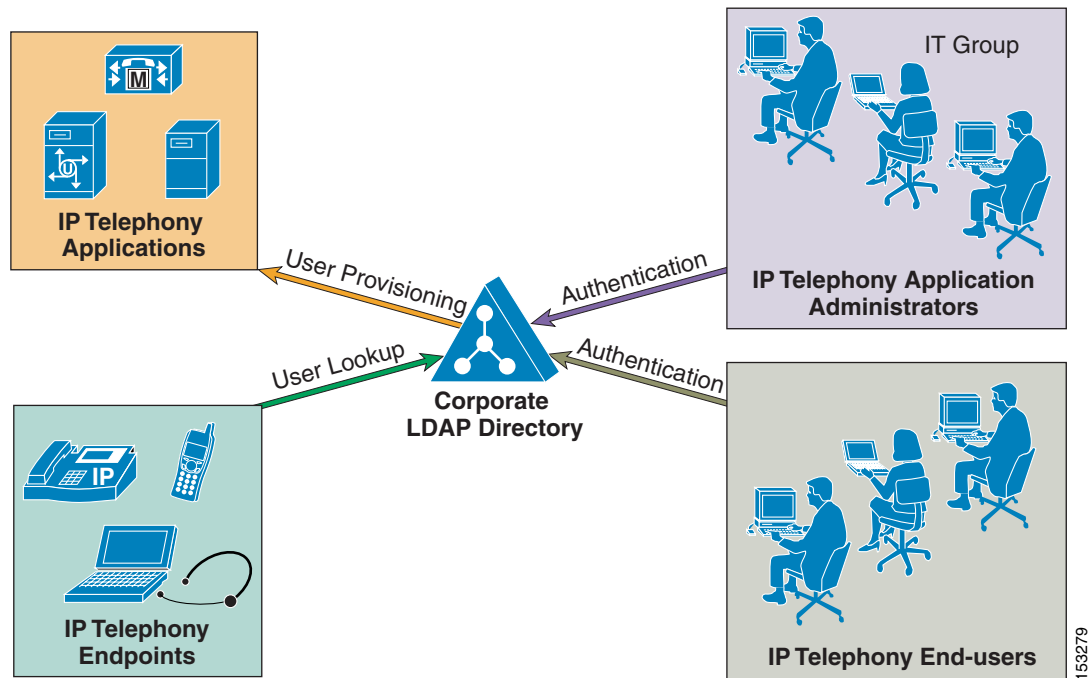 M
U
IP Telephony
Applications
IT Group
IP Telephony Application
Administrators
User Provisioning
Authentication
User Lookup
Authentication
Corporate
LDAP Directory
IP
IP Telephony
Endpoints
IP Telephony End-users
153279